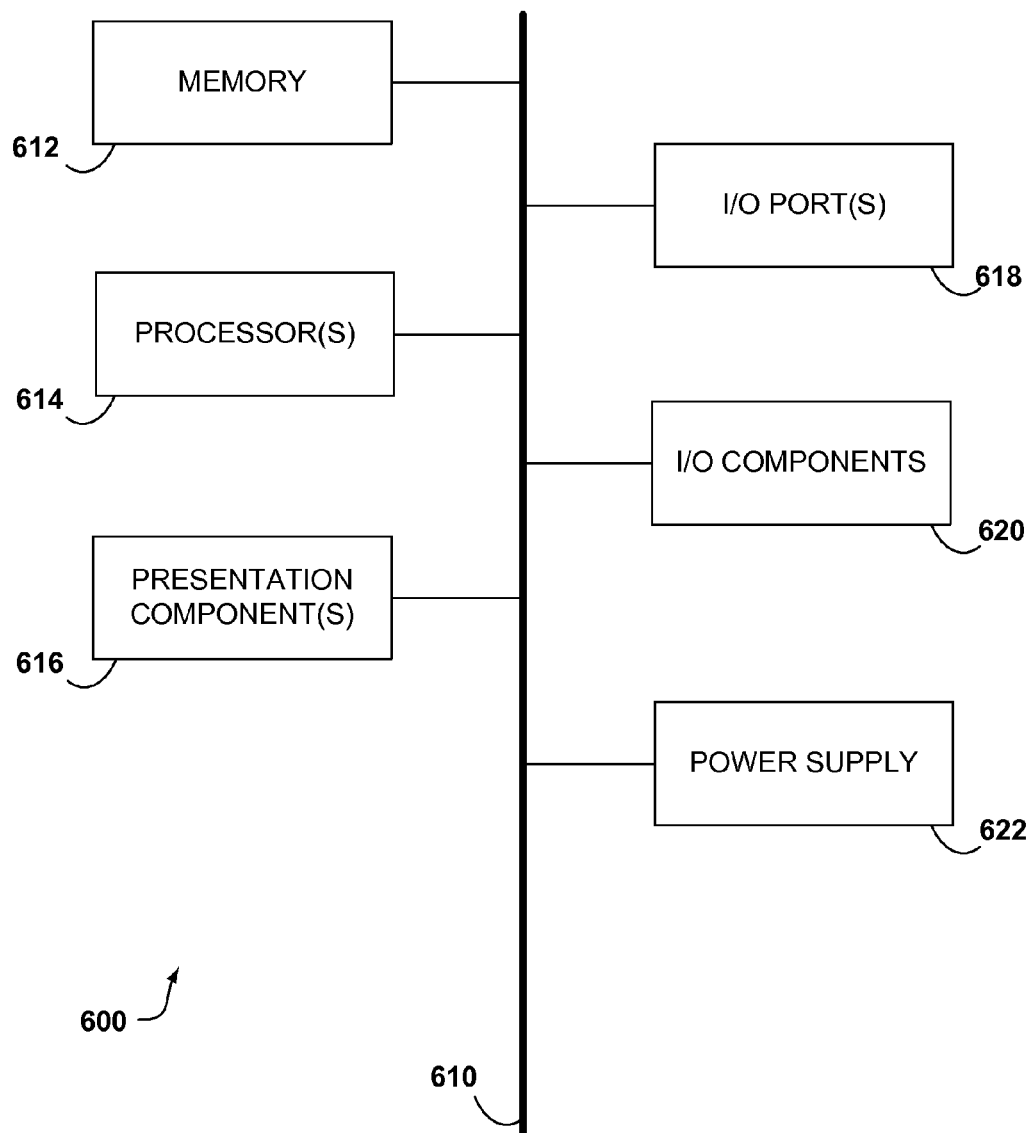 MEMORY
612
I/O PORT(S)
618
PROCESSOR(S)
614
I/O COMPONENTS
620
PRESENTATION
COMPONENT(S)
616
POWER SUPPLY
622
600
610